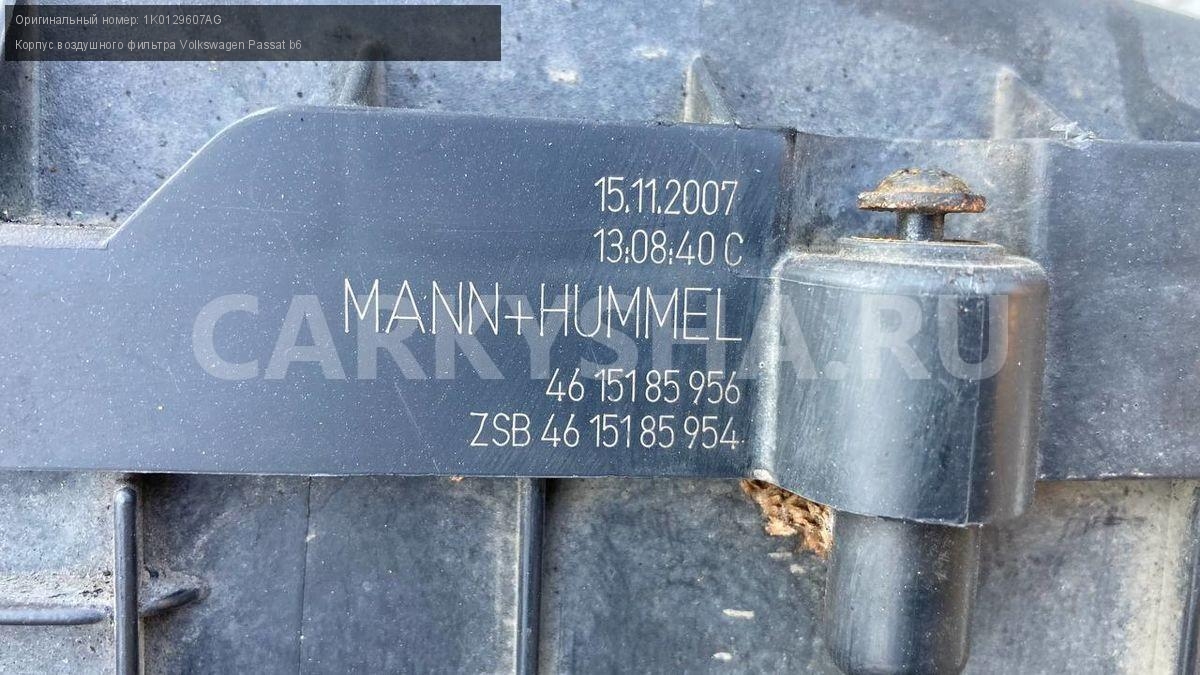 Оригинальный номер: 1K0129607AG
Корпус воздушного фильтра Volkswagen Passat b6
15.11.2007
13:08:40 C
MANN+HUMMEL
CARKYSHA.RU
46 151 85 956
ZSB 46 151 85 954